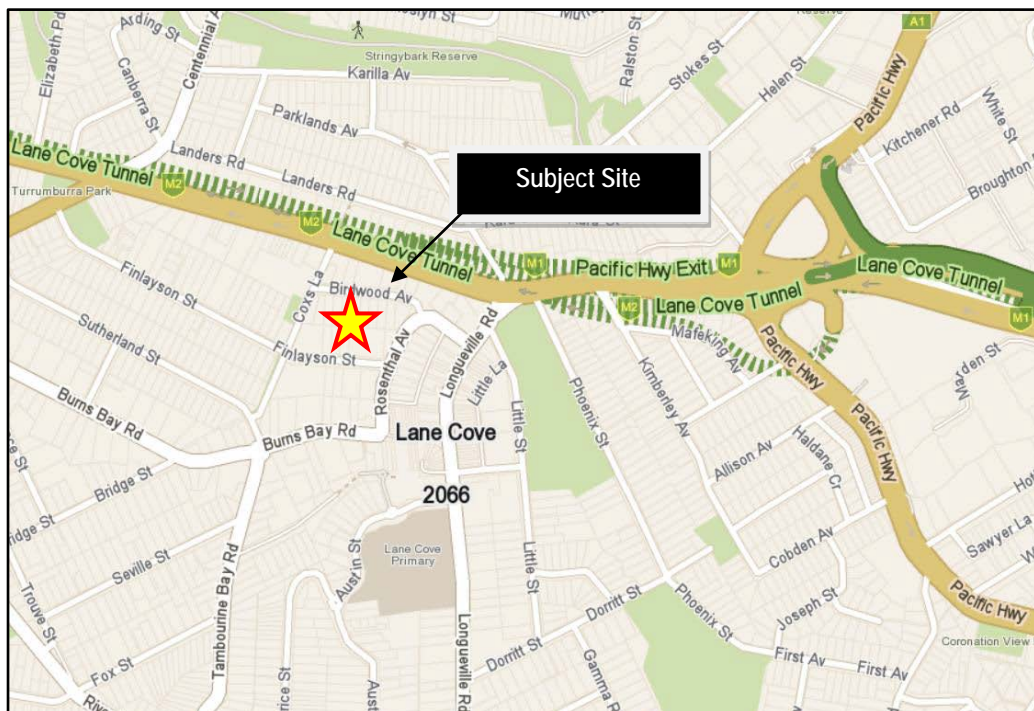 Elizabeth Pd
Arding St
Canberra St
Centennial Av
Stringybark Reserve
Karilla Av
Ralston St
Stokes St
Helen St
A1
Pacific Hwy
Kitchener Rd
White St
Broughton
Parklands Av
Landers Rd
Landers Rd
Lane Cove Tunnel
M2
Turrumburra Park
Subject Site
M2
Lane Cove Tunnel
M1
Pacific Hwy Exit
M1
Lane Cove Tunnel
M2
Lane Cove Tunnel
M1
Birdwood Av
Coxs La
Finlayson St
Finlayson St
Sutherland St
Rosenthal Av
Longueville Rd
Little La
Little St
Mafeking Av
Kimberley Av
Phoenix St
Pacific Hwy
Pacific Hwy
Burns Bay Rd
Burns Bay Rd
Lane Cove
2066
Allison Av
Haldane Cr
Bridge St
Bridge St
Seville St
Lane Cove
Primary
Austin St
Little St
Cobden Av
Sawyer La
Trouve St
Tambourine Bay Rd
Fox St
Longueville Rd
Dorritt St
Dorritt St
Phoenix St
Joseph St
First Av
First Av
Pacific Hwy
Coronation View